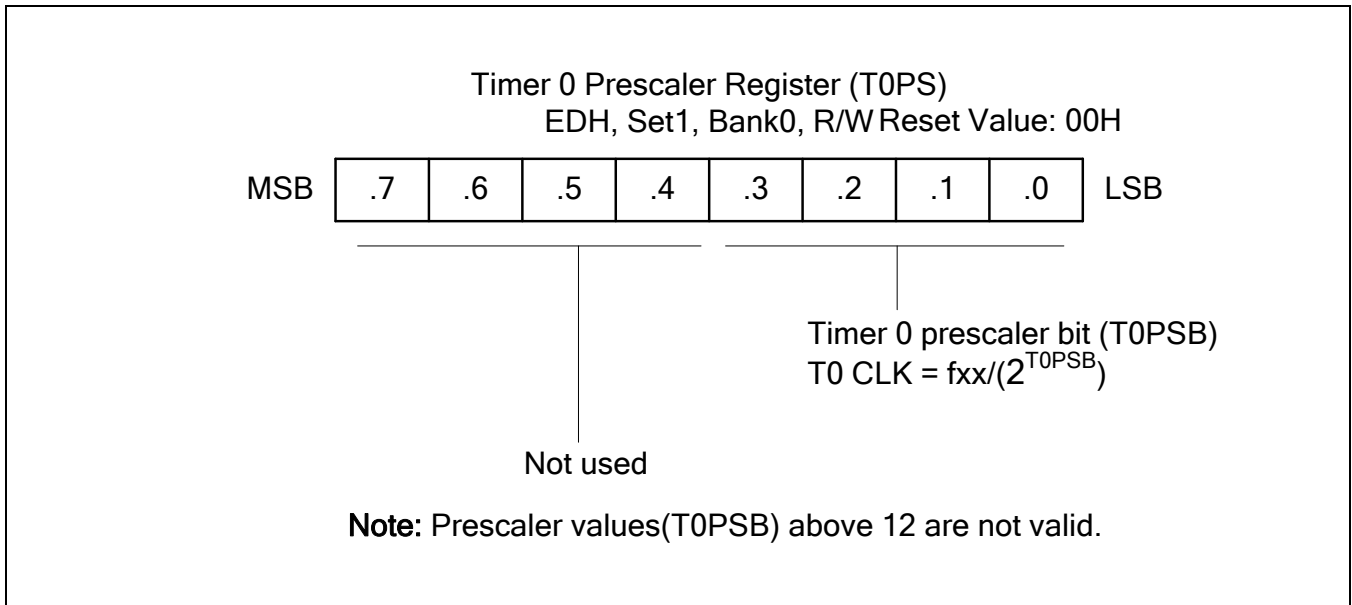 Timer 0 Prescaler Register (T0PS)
EDH, Set1, Bank0, R/W Reset Value: 00H
MSB .7 .6 .5 .4 .3 .2 .1 .0 LSB
Timer 0 prescaler bit (T0PSB)
T0 CLK = fxx/(2^T0PSB)
Not used
Note: Prescaler values(T0PSB) above 12 are not valid.